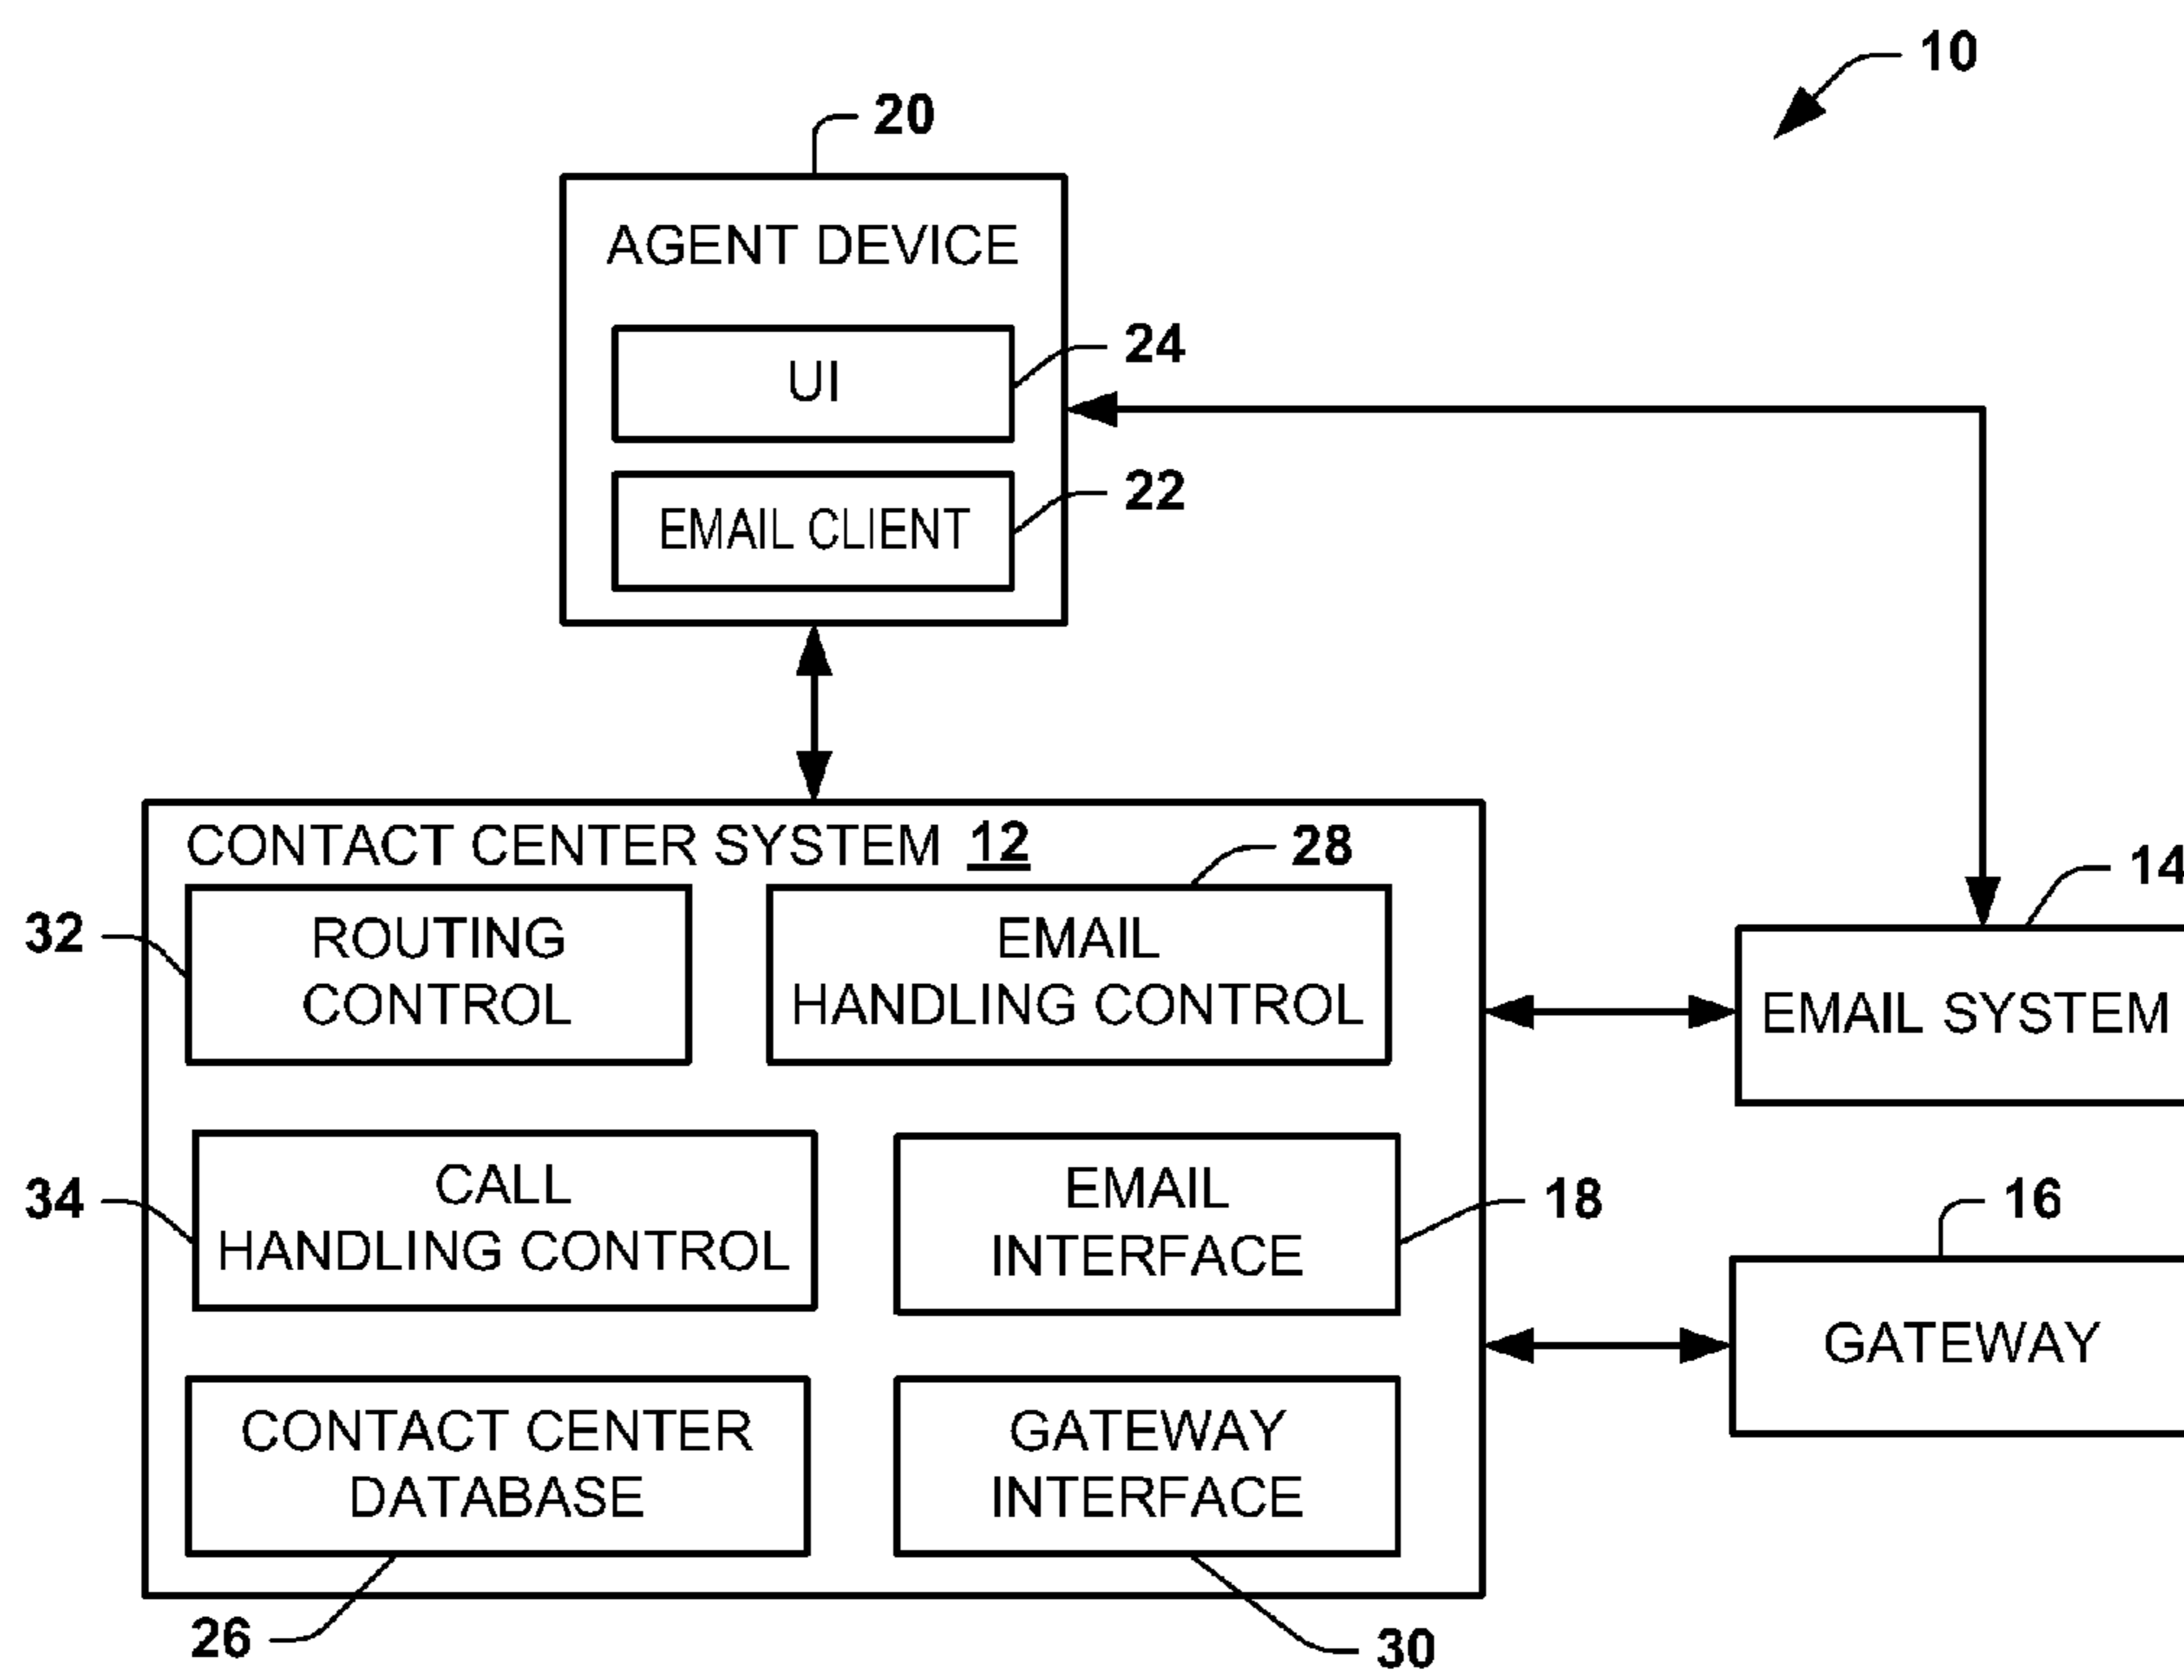 10
20
AGENT DEVICE
24
UI
22
EMAIL CLIENT
CONTACT CENTER SYSTEM 12
28
14
32
ROUTING
CONTROL
EMAIL
HANDLING CONTROL
EMAIL SYSTEM
34
CALL
HANDLING CONTROL
EMAIL
INTERFACE
18
16
GATEWAY
CONTACT CENTER
DATABASE
GATEWAY
INTERFACE
26
30